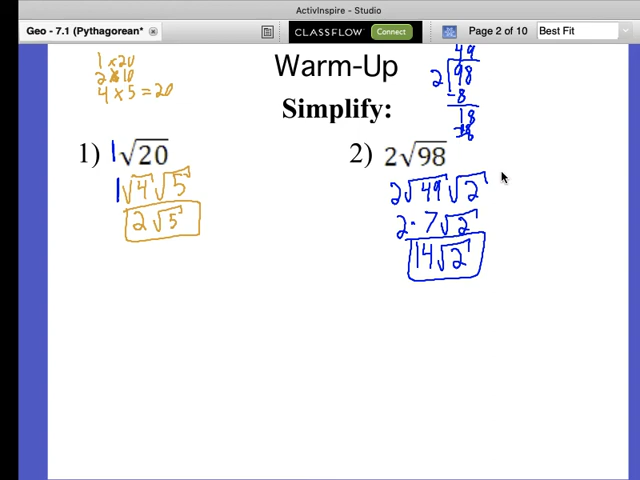 ActivInspire - Studio
Geo - 7.1 (Pythagorean*
CLASSFLOW Connect
Page 2 of 10
Best Fit
1 x 20
2 x 10
4 x 5 = 20
Warm-Up
49
2 98
-8
18
Simplify:
1) 1√20
1√4 √5
2√5
2) 2√98
2√49 √2
2 · 7√2
14√2